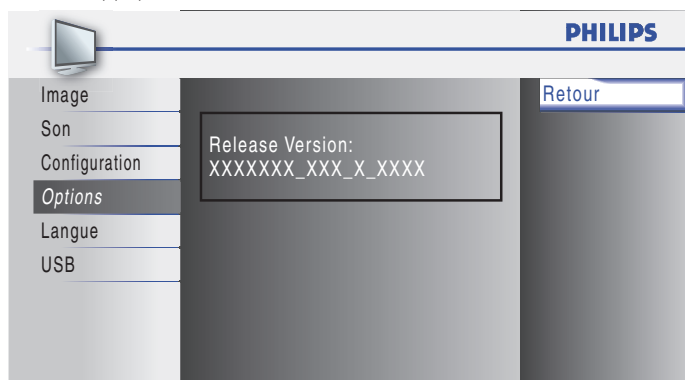 PHILIPS
Image
Son
Configuration
Options
Langue
USB
Release Version:
XXXXXXX_XXX_X_XXXX
Retour